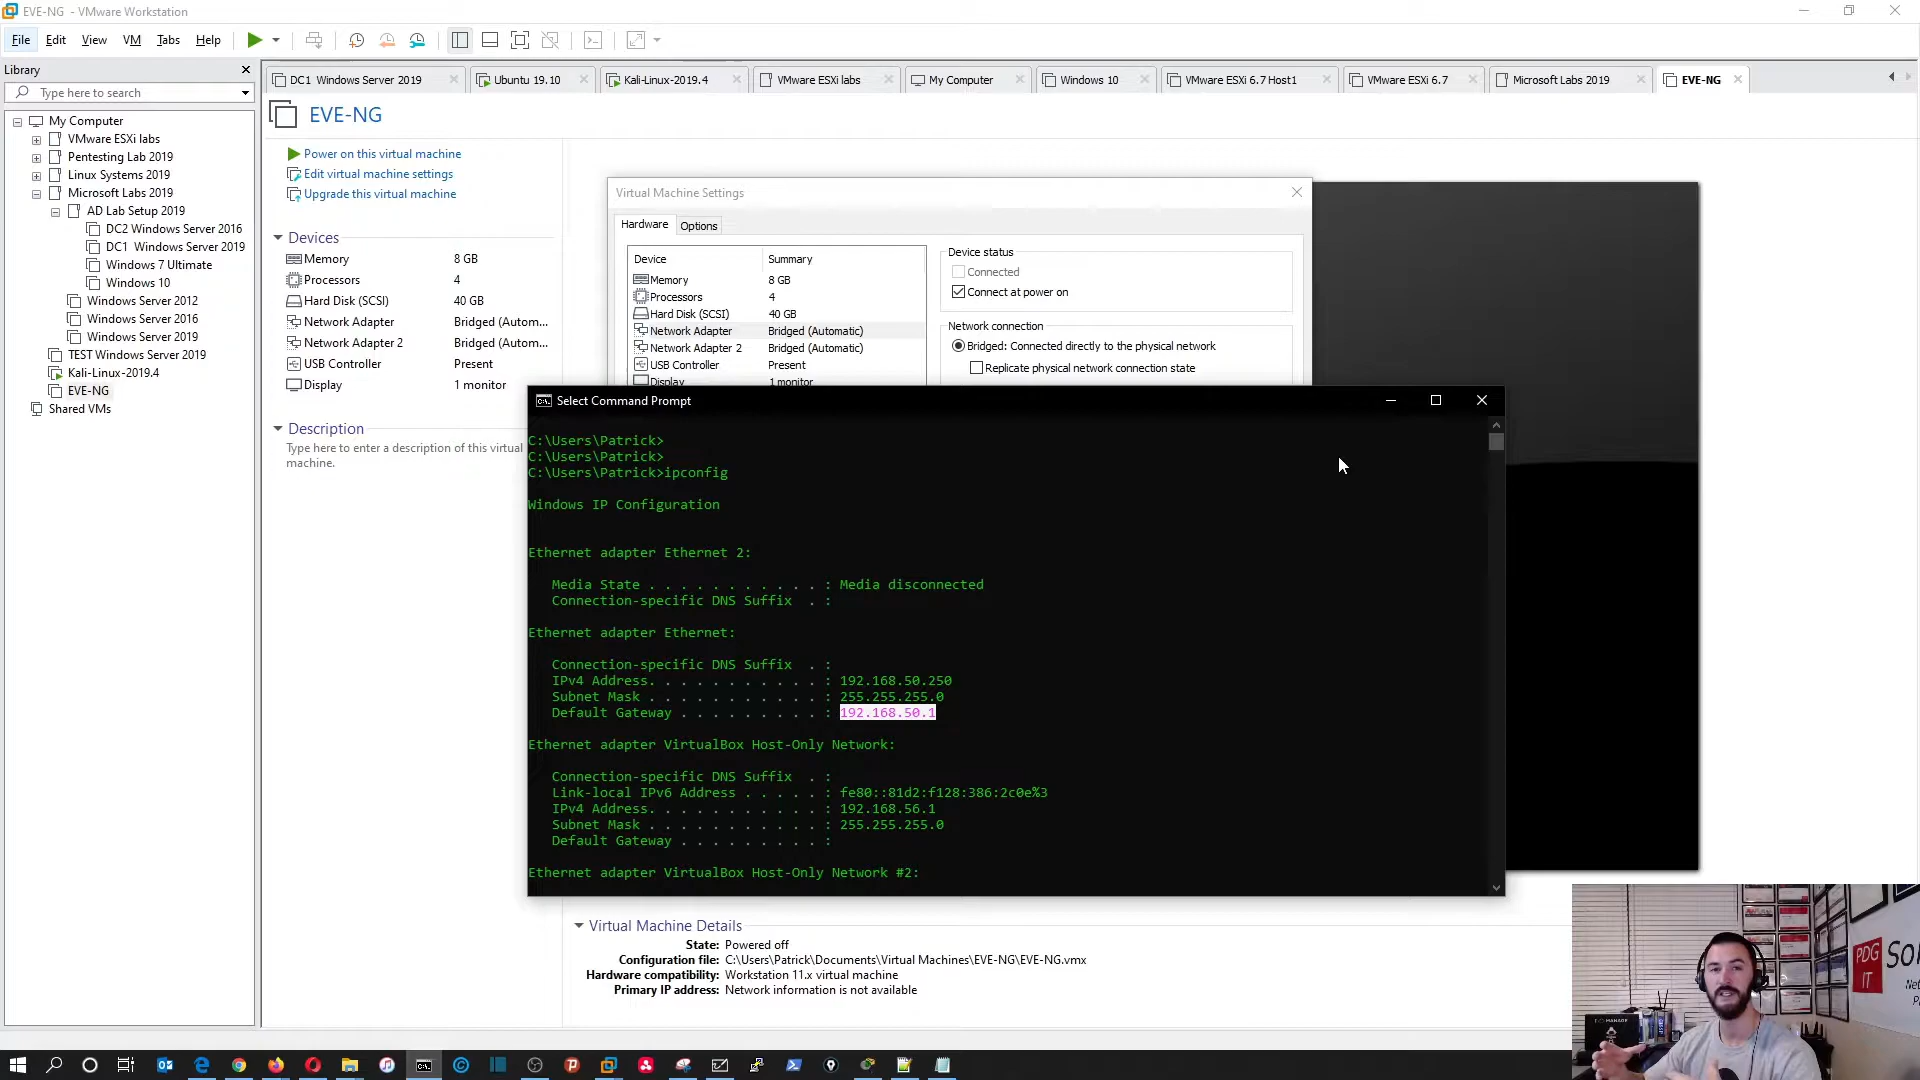 EVE-NG - VMware Workstation
File Edit View VM Tabs Help
Library
Type here to search
DC1 Windows Server 2019
Ubuntu 19.10
Kali-Linux-2019.4
VMware ESXi labs
My Computer
Windows 10
VMware ESXi 6.7 Host1
VMware ESXi 6.7
Microsoft Labs 2019
EVE-NG
My Computer
VMware ESXi labs
Pentesting Lab 2019
Linux Systems 2019
Microsoft Labs 2019
AD Lab Setup 2019
DC2 Windows Server 2016
DC1 Windows Server 2019
Windows 7 Ultimate
Windows 10
Windows Server 2012
Windows Server 2016
Windows Server 2019
TEST Windows Server 2019
Kali-Linux-2019.4
EVE-NG
Shared VMs
EVE-NG
Power on this virtual machine
Edit virtual machine settings
Upgrade this virtual machine
Devices
Memory 8 GB
Processors 4
Hard Disk (SCSI) 40 GB
Network Adapter Bridged (Autom...
Network Adapter 2 Bridged (Autom...
USB Controller Present
Display 1 monitor
Description
Type here to enter a description of this virtual
machine.
Virtual Machine Settings
Hardware Options
Device Summary
Memory 8 GB
Processors 4
Hard Disk (SCSI) 40 GB
Network Adapter Bridged (Automatic)
Network Adapter 2 Bridged (Automatic)
USB Controller Present
Display 1 monitor
Device status
Connected
Connect at power on
Network connection
Bridged: Connected directly to the physical network
Replicate physical network connection state
Select Command Prompt
C:\Users\Patrick>
C:\Users\Patrick>
C:\Users\Patrick>ipconfig
Windows IP Configuration
Ethernet adapter Ethernet 2:
Media State . . . . . . . . . . . : Media disconnected
Connection-specific DNS Suffix . :
Ethernet adapter Ethernet:
Connection-specific DNS Suffix . :
IPv4 Address. . . . . . . . . . . : 192.168.50.250
Subnet Mask . . . . . . . . . . . : 255.255.255.0
Default Gateway . . . . . . . . . : 192.168.50.1
Ethernet adapter VirtualBox Host-Only Network:
Connection-specific DNS Suffix . :
Link-local IPv6 Address . . . . . : fe80::81d2:f128:386:2c0e%3
IPv4 Address. . . . . . . . . . . : 192.168.56.1
Subnet Mask . . . . . . . . . . . : 255.255.255.0
Default Gateway . . . . . . . . . :
Ethernet adapter VirtualBox Host-Only Network #2:
Virtual Machine Details
State: Powered off
Configuration file: C:\Users\Patrick\Documents\Virtual Machines\EVE-NG\EVE-NG.vmx
Hardware compatibility: Workstation 11.x virtual machine
Primary IP address: Network information is not available
PDG
IT